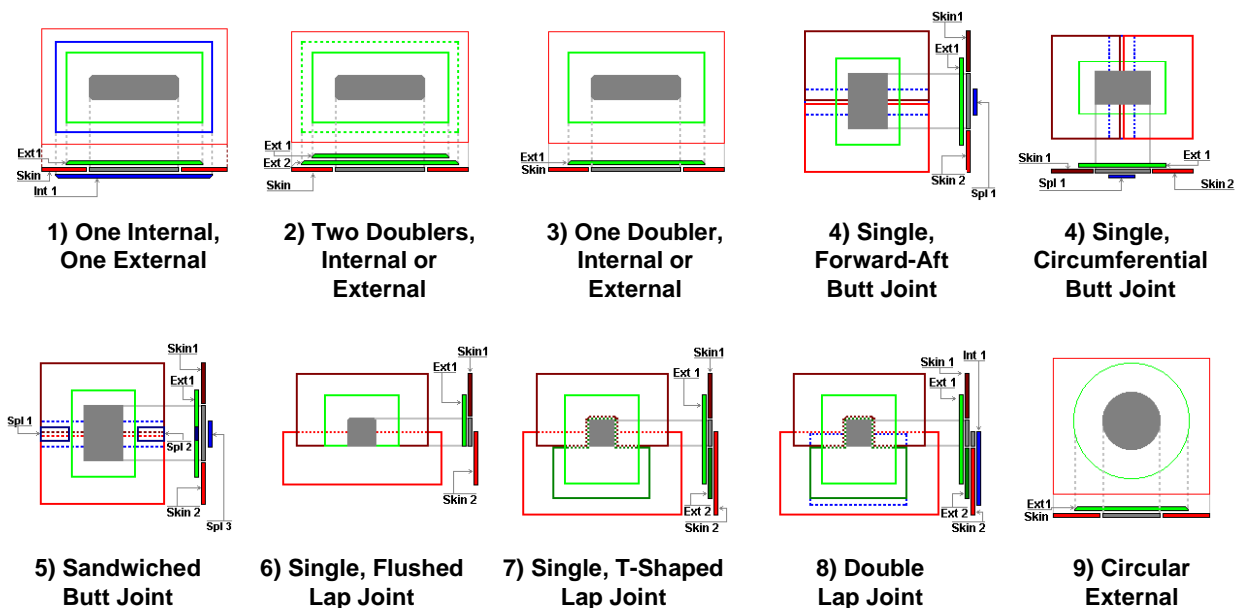 Ext1
Skin
Int 1
1) One Internal,
One External
Ext 1
Ext 2
Skin
2) Two Doublers,
Internal or
External
Ext1
Skin
3) One Doubler,
Internal or
External
Skin1
Ext1
Skin 2
Spl 1
4) Single,
Forward-Aft
Butt Joint
Skin 1
Ext 1
Spl 1
Skin 2
4) Single,
Circumferential
Butt Joint
Skin1
Ext1
Spl 1
Spl 2
Skin 2
Spl 3
5) Sandwiched
Butt Joint
Skin1
Ext1
Skin 2
6) Single, Flushed
Lap Joint
Skin1
Ext 1
Ext 2
Skin 2
7) Single, T-Shaped
Lap Joint
Int 1
Skin 1
Ext 1
Ext 2
Skin 2
8) Double
Lap Joint
Ext1
Skin
9) Circular
External